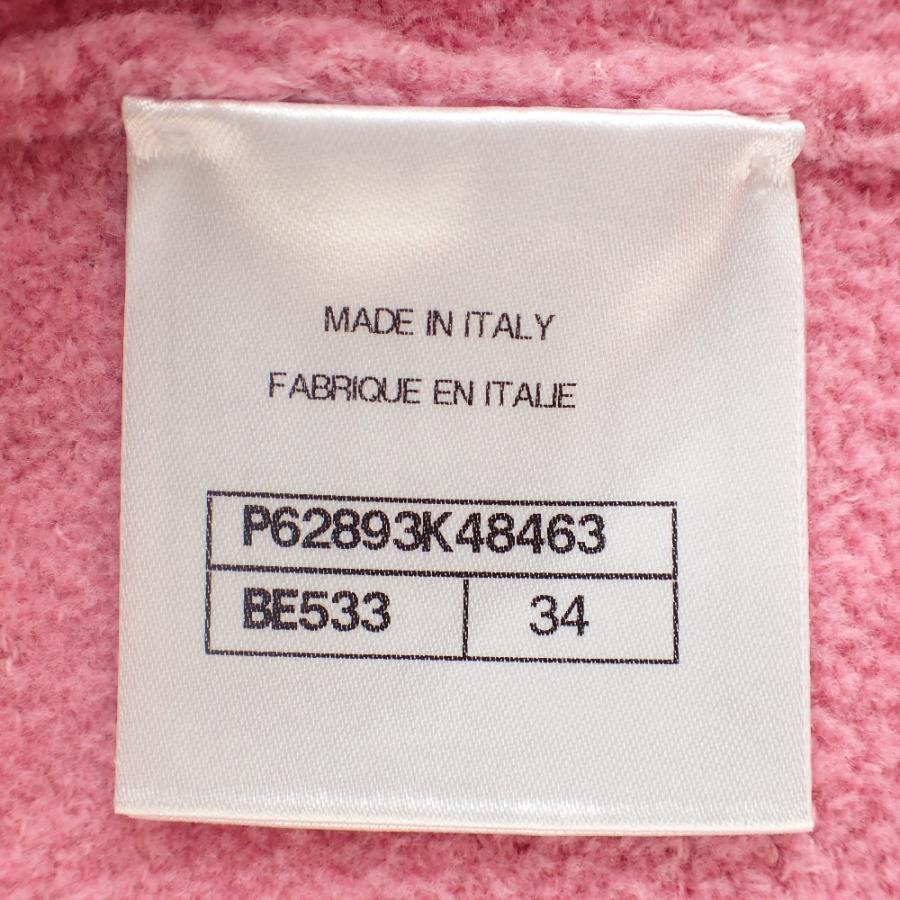 MADE IN ITALY
FABRIQUE EN ITALIE
P62893K48463
BE533 34